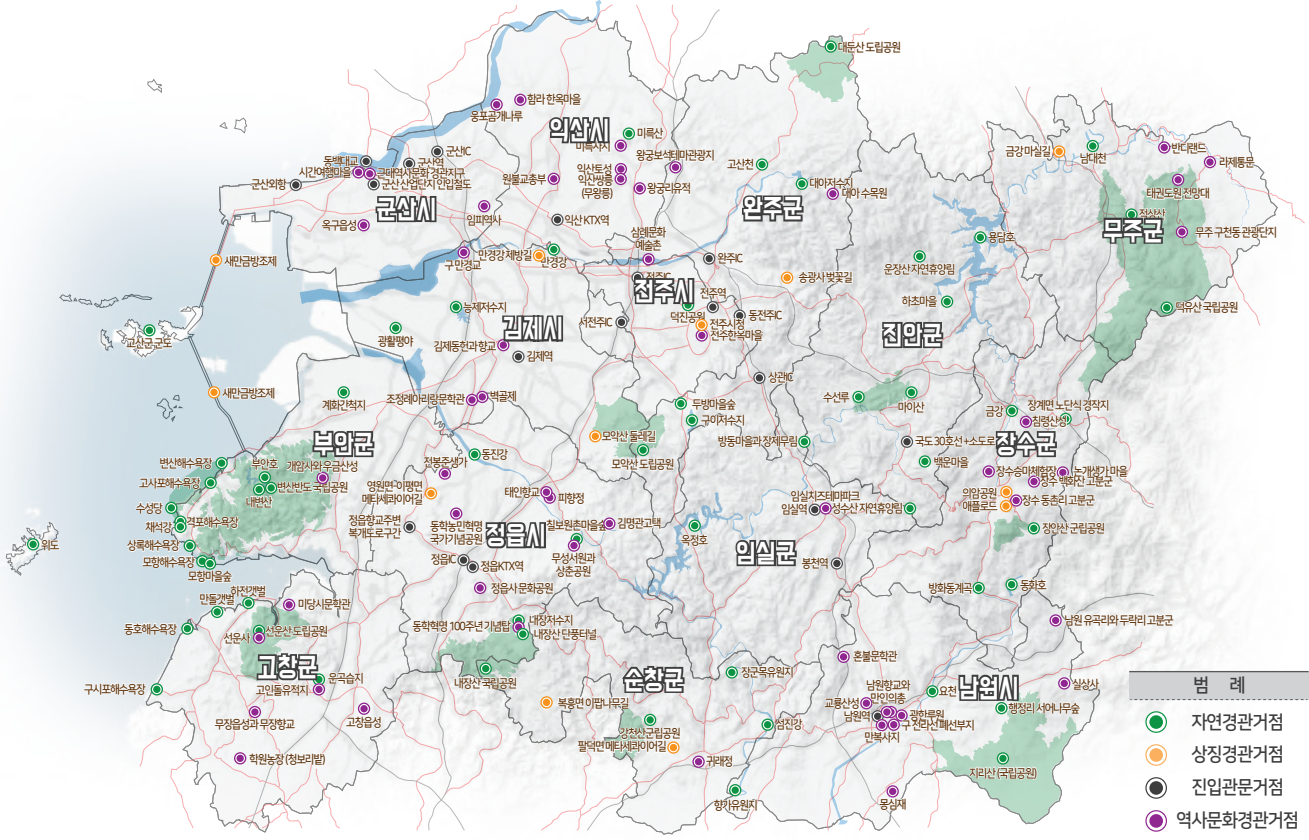 대둔산 도립공원
함라 한옥마을
웅포곰개나루
익산시
미륵산
미륵사지
왕궁보석테마관광지
익산토성
익산쌍릉
(무왕릉)
왕궁리유적
원불교총부
익산 KTX역
임피역사
동백대교
군산역
군산IC
시간여행마을
근대역사문화 경관지구
군산외항
군산 산업단지 인입철도
군산시
옥구읍성
구 만경교
만경강 제방길
만경강
새만금방조제
고산천
대아저수지
대아 수목원
완주군
삼례문화
예술촌
완주IC
전주IC
전주시
전주역
덕진공원
동전주IC
서전주IC
전주시청
전주한옥마을
송광사 벚꽃길
상관IC
금강 마실길
남대천
반디랜드
라제통문
태권도원 전망대
적상산
무주군
무주 구천동 관광단지
덕유산 국립공원
용담호
운장산 자연휴양림
하초마을
진안군
수선루
마이산
국도 30호선+소도로
백운마을
능제저수지
김제시
광활평야
김제동헌과 향교
김제역
조정래아리랑문학관
벽골제
고산군군도
새만금방조제
계화간척지
부안군
모악산 둘레길
모악산 도립공원
두방마을숲
구이저수지
방동마을과 장제무림
금강
장계면 노단식 경작지
침령산성
장수군
장수승마체험장
논개생가 마을
장수 백화산 고분군
의암공원
애플로드
장수 동촌리 고분군
장안산 군립공원
변산해수욕장
부안호
개암사와 우금산성
고사포해수욕장
변산반도 국립공원
내변산
수성당
격포해수욕장
채석강
상록해수욕장
모항해수욕장
모항마을숲
위도
전봉준생가
동진강
영원면-이평면
메타세라이어길
태인향교
피향정
정읍향교주변
복개도로구간
동학농민혁명
국가기념공원
정읍시
칠보원촌마을숲
김명관고택
무성서원과
상춘공원
정읍IC
정읍KTX역
정읍사 문화공원
임실치즈테마파크
임실역
성수산 자연휴양림
옥정호
임실군
봉천역
방화동계곡
동화호
하전갯벌
만돌갯벌
미당시문학관
동호해수욕장
선운산 도립공원
선운사
고창군
운곡습지
고인돌유적지
구시포해수욕장
무장읍성과 무장향교
고창읍성
학원농장 (청보리밭)
동학혁명 100주년 기념탑
내장저수지
내장산 단풍터널
내장산 국립공원
순창군
복흥면 이팝나무길
강천산군립공원
팔덕면 메타세라이어길
귀래정
장군목유원지
섬진강
향가유원지
남원 유곡리와 두락리 고분군
혼불문학관
남원향교와
만인의총
교룡산성
요천
남원시
실상사
행정리 서어나무숲
남원역
광한루원
구 전라선 폐선부지
만복사지
지리산 (국립공원)
몽심재
범 례
자연경관거점
상징경관거점
진입관문거점
역사문화경관거점